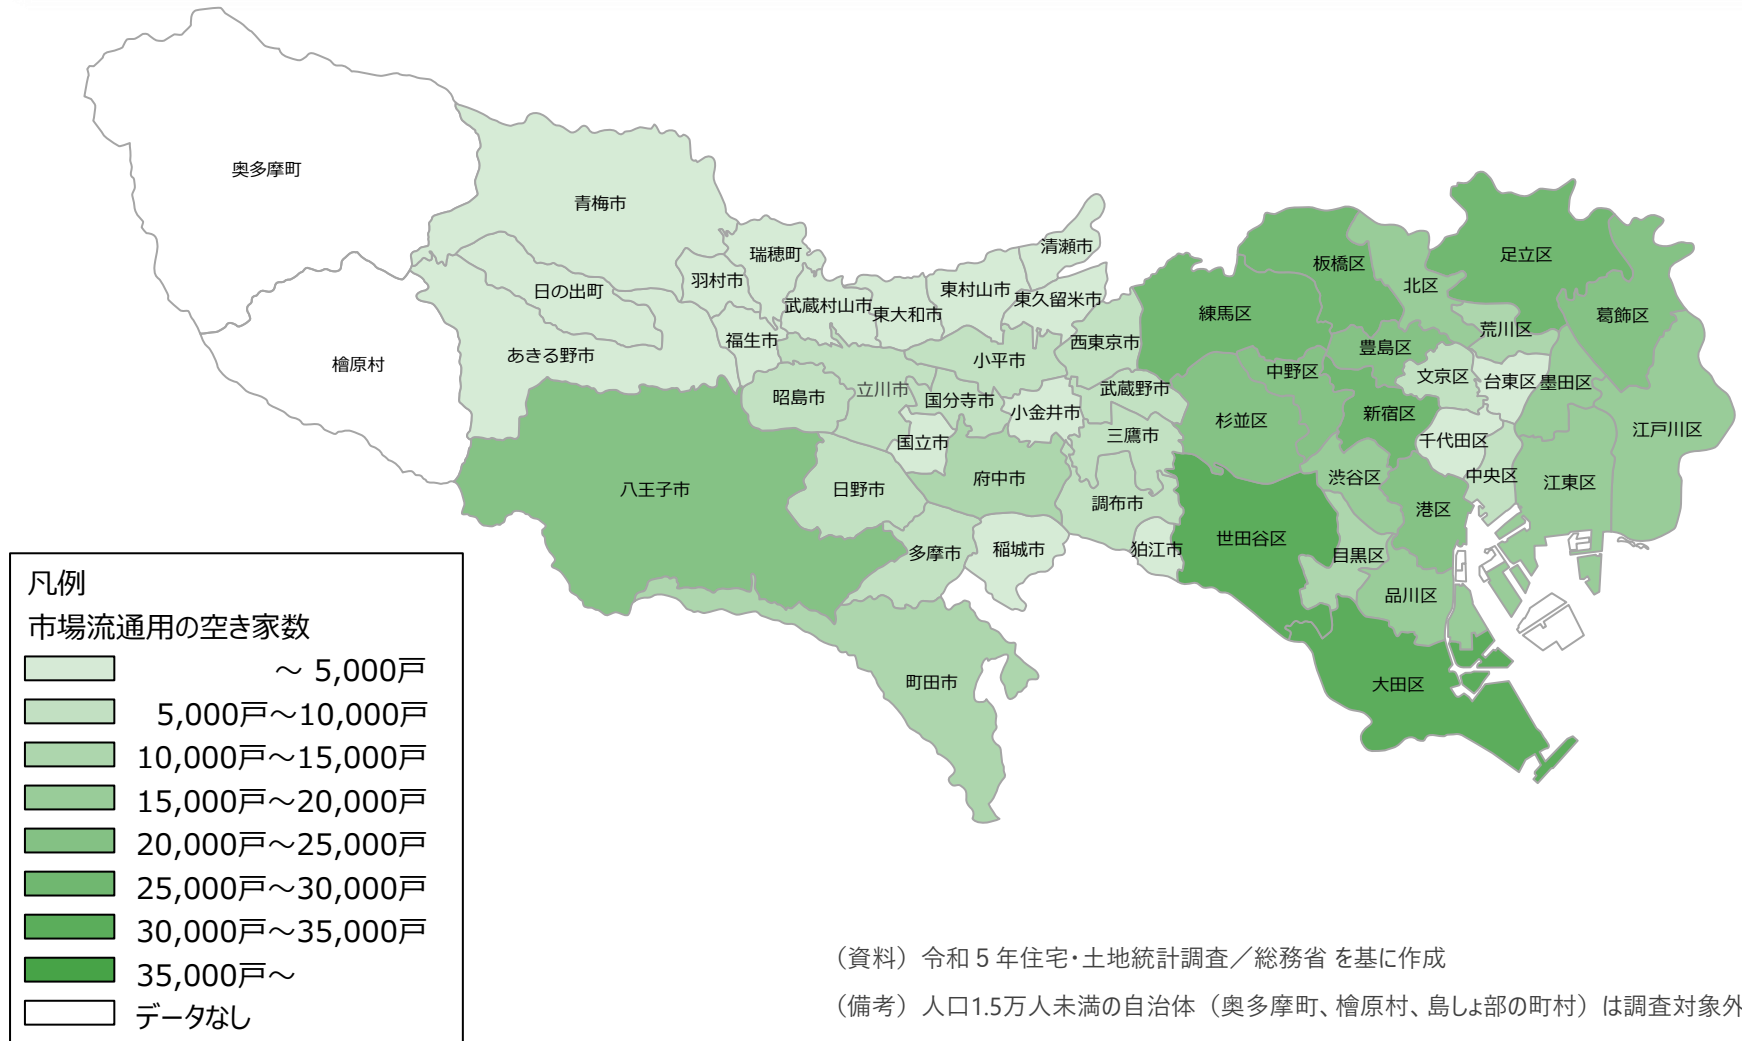 奥多摩町
青梅市
瑞穂町
清瀬市
羽村市
日の出町
武蔵村山市
東大和市
東村山市
東久留米市
檜原村
あきる野市
福生市
昭島市
立川市
小平市
西東京市
国分寺市
小金井市
武蔵野市
国立市
三鷹市
八王子市
日野市
府中市
調布市
多摩市
稲城市
狛江市
町田市
板橋区
足立区
北区
練馬区
葛飾区
荒川区
豊島区
中野区
文京区
台東区
墨田区
杉並区
新宿区
千代田区
江戸川区
渋谷区
中央区
江東区
港区
世田谷区
目黒区
品川区
大田区
凡例
市場流通用の空き家数
～ 5,000戸
5,000戸～10,000戸
10,000戸～15,000戸
15,000戸～20,000戸
20,000戸～25,000戸
25,000戸～30,000戸
30,000戸～35,000戸
35,000戸～
データなし
（資料）令和５年住宅・土地統計調査／総務省 を基に作成
（備考）人口1.5万人未満の自治体（奥多摩町、檜原村、島しょ部の町村）は調査対象外